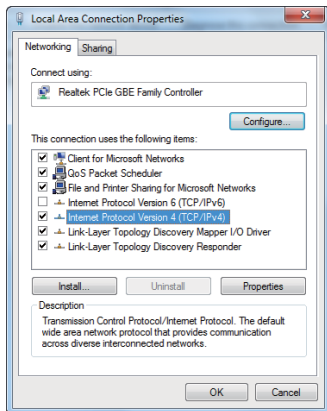 Local Area Connection Properties
Networking
Sharing
Connect using:
Realtek PCIe GBE Family Controller
Configure...
This connection uses the following items:
Client for Microsoft Networks
QoS Packet Scheduler
File and Printer Sharing for Microsoft Networks
Internet Protocol Version 6 (TCP/IPv6)
Internet Protocol Version 4 (TCP/IPv4)
Link-Layer Topology Discovery Mapper I/O Driver
Link-Layer Topology Discovery Responder
Install...
Uninstall
Properties
Description
Transmission Control Protocol/Internet Protocol. The default
wide area network protocol that provides communication
across diverse interconnected networks.
OK
Cancel